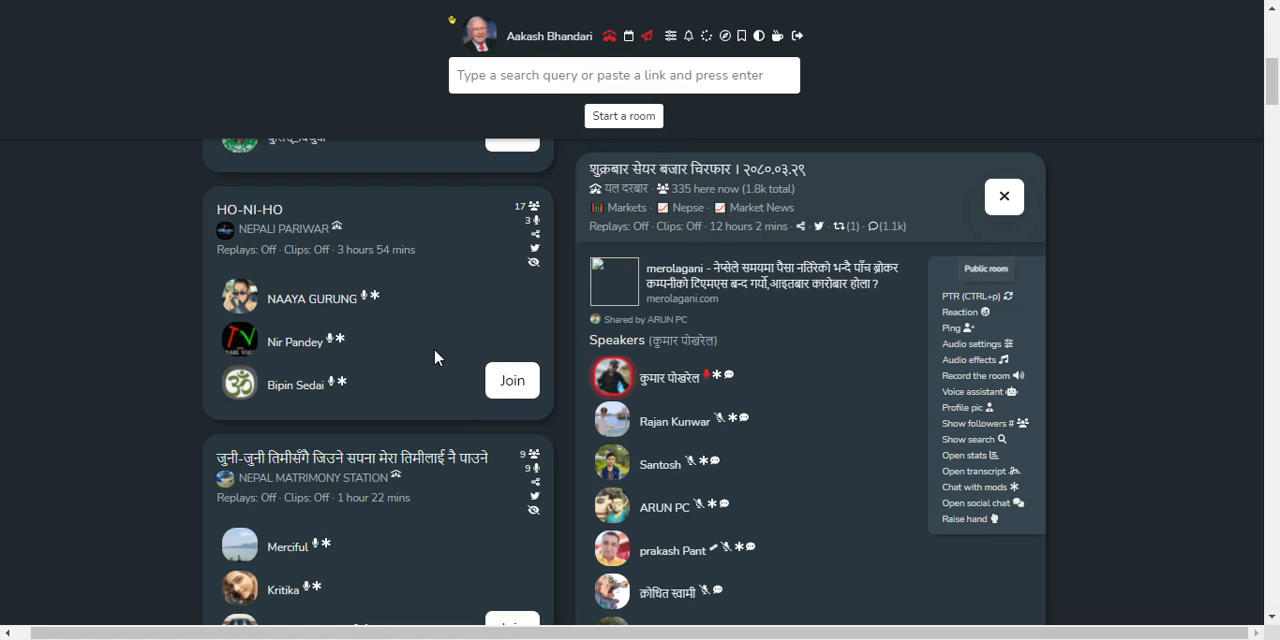 Aakash Bhandari
Type a search query or paste a link and press enter
Start a room
HO-NI-HO
17
NEPALI PARIWAR
3
Replays: Off · Clips: Off · 3 hours 54 mins
NAAYA GURUNG
Nir Pandey
Bipin Sedai
Join
जुनी-जुनी तिमीसँगै जिउने सपना मेरा तिमीलाई नै पाउने
9
NEPAL MATRIMONY STATION
9
Replays: Off · Clips: Off · 1 hour 22 mins
Merciful
Kritika
शुक्रबार सेयर बजार चिरफार । २०८०.०३.२९
यल दरबार · 335 here now (1.8k total)
Markets · Nepse · Market News
Replays: Off · Clips: Off · 12 hours 2 mins · (1) · (1.1k)
merolagani - नेप्सेले समयमा पैसा नतिरेको भन्दै पाँच ब्रोकर
कम्पनीको टिएमएस बन्द गर्यो,आइतबार कारोबार होला ?
merolagani.com
Shared by ARUN PC
Speakers (कुमार पोखरेल)
कुमार पोखरेल
Rajan Kunwar
Santosh
ARUN PC
prakash Pant
क्रोधित स्वामी
Public room
PTR (CTRL+p)
Reaction
Ping
Audio settings
Audio effects
Record the room
Voice assistant
Profile pic
Show followers #
Show search
Open stats
Open transcript
Chat with mods
Open social chat
Raise hand